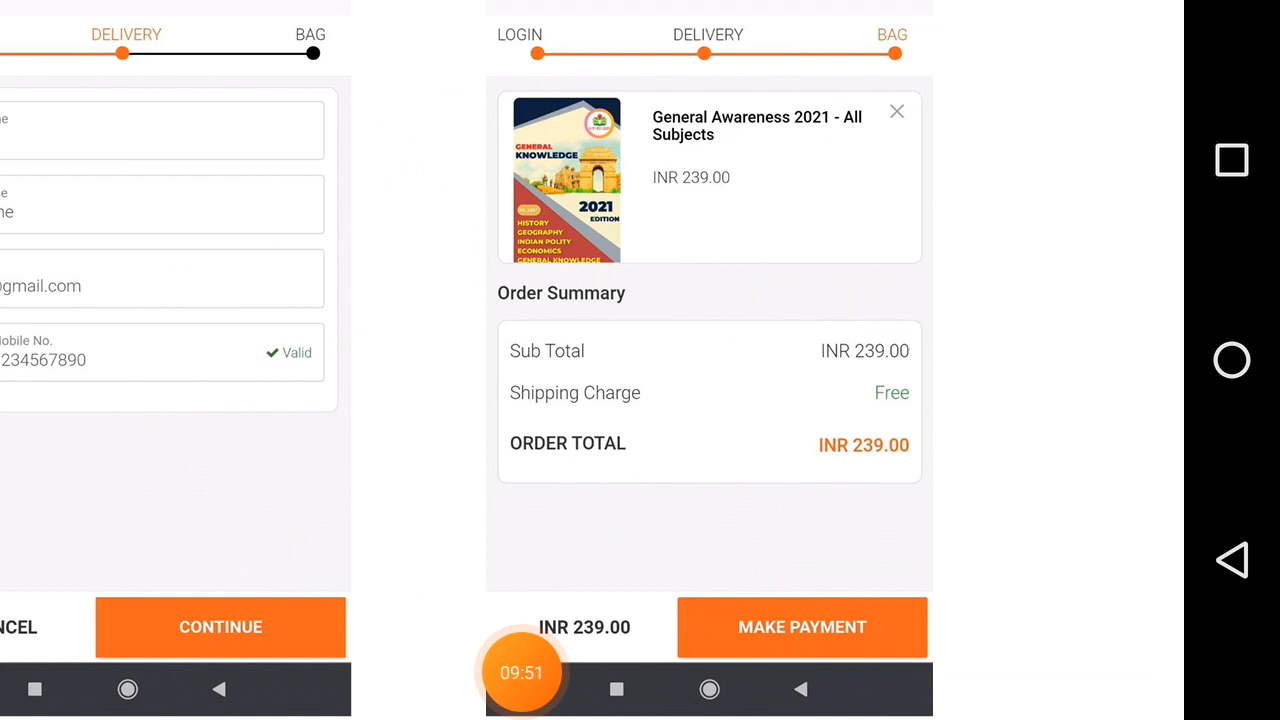 DELIVERY
BAG
@gmail.com
obile No.
234567890
Valid
NCEL
CONTINUE
LOGIN
DELIVERY
BAG
GENERAL
KNOWLEDGE
2021
EDITION
HISTORY
GEOGRAPHY
INDIAN POLITY
ECONOMICS
GENERAL KNOWLEDGE
General Awareness 2021 - All
Subjects
INR 239.00
Order Summary
Sub Total INR 239.00
Shipping Charge Free
ORDER TOTAL INR 239.00
INR 239.00
MAKE PAYMENT
09:51